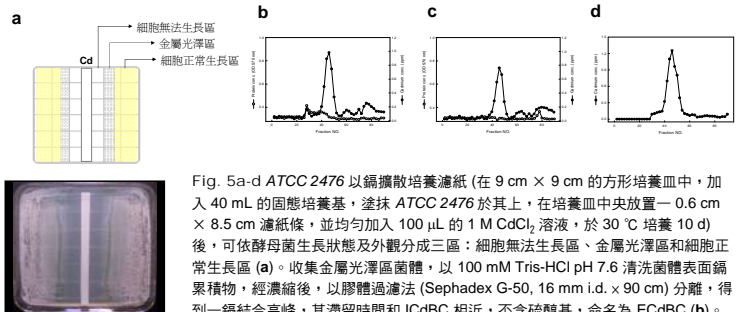 a
細胞無法生長區
金屬光澤區
細胞正常生長區
Cd
b
c
d
Fraction NO.
Fraction NO.
Fraction NO.
Fig. 5a-d ATCC 2476 以鎘擴散培養濾紙 (在 9 cm × 9 cm 的方形培養皿中，加
入 40 mL 的固態培養基，塗抹 ATCC 2476 於其上，在培養皿中央放置一 0.6 cm
× 8.5 cm 濾紙條，並均勻加入 100 μL 的 1 M CdCl₂ 溶液，於 30 ℃ 培養 10 d)
後，可依酵母菌生長狀態及外觀分成三區：細胞無法生長區、金屬光澤區和細胞正
常生長區 (a)。收集金屬光澤區菌體，以 100 mM Tris-HCl pH 7.6 清洗菌體表面鎘
累積物，經濃縮後，以膠體過濾法 (Sephadex G-50, 16 mm i.d. × 90 cm) 分離，得
到一鎘結合高峰，其滯留時間和 ICdBC 相近，不含硫醇基，命名為 ECdBC (b)。